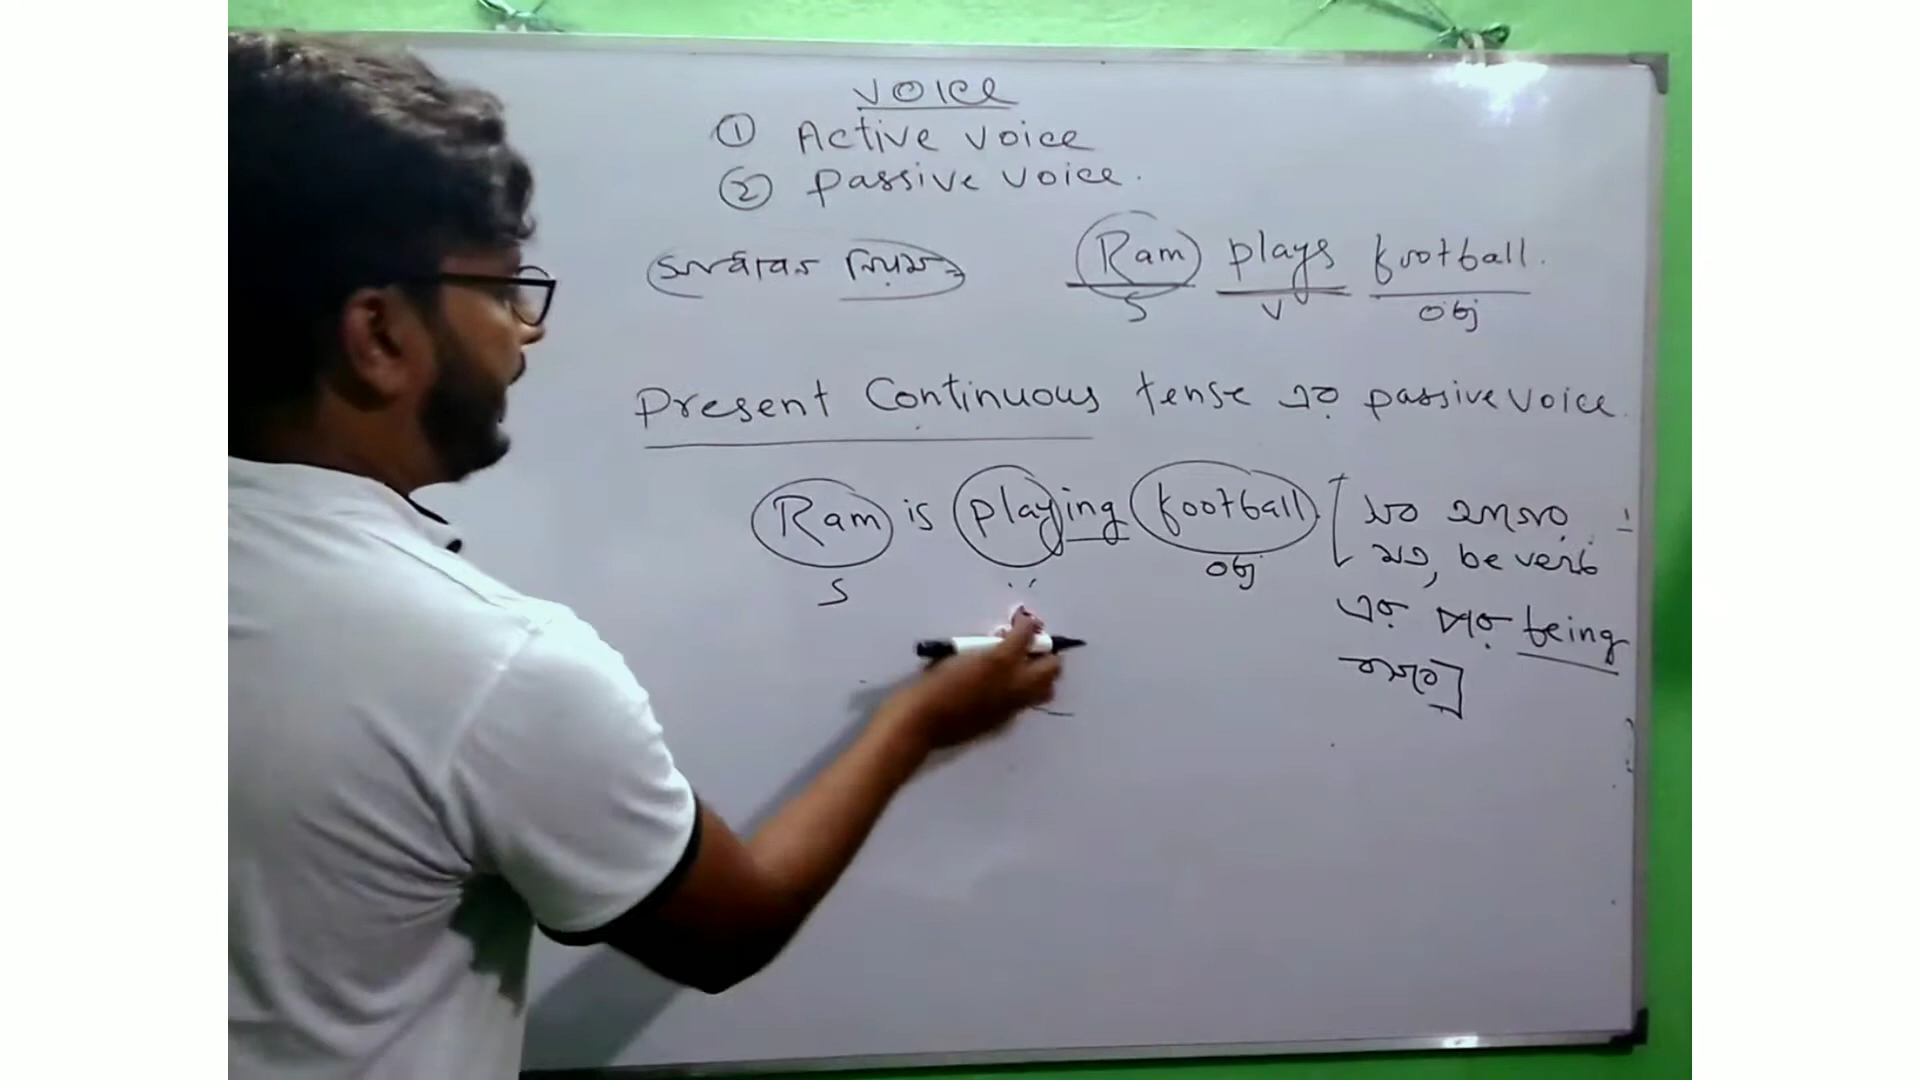 VOICE
① Active voice
② passive voice.
নিয়ম
Ram plays football.
S V obj
Present Continuous tense এর passive voice.
Ram is playing football.
S obj
be verb
এর পর being